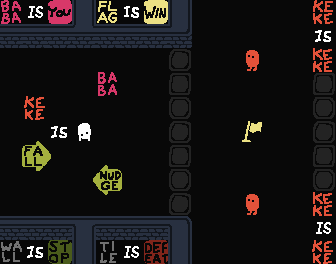 BABA IS YOU
FLAG IS WIN
KEKE
IS
KEKE
BABA
KEKE
IS
FALL
NUDGE
WALL IS STOP
TILE IS DEFEAT
KEKE
IS
KEKE